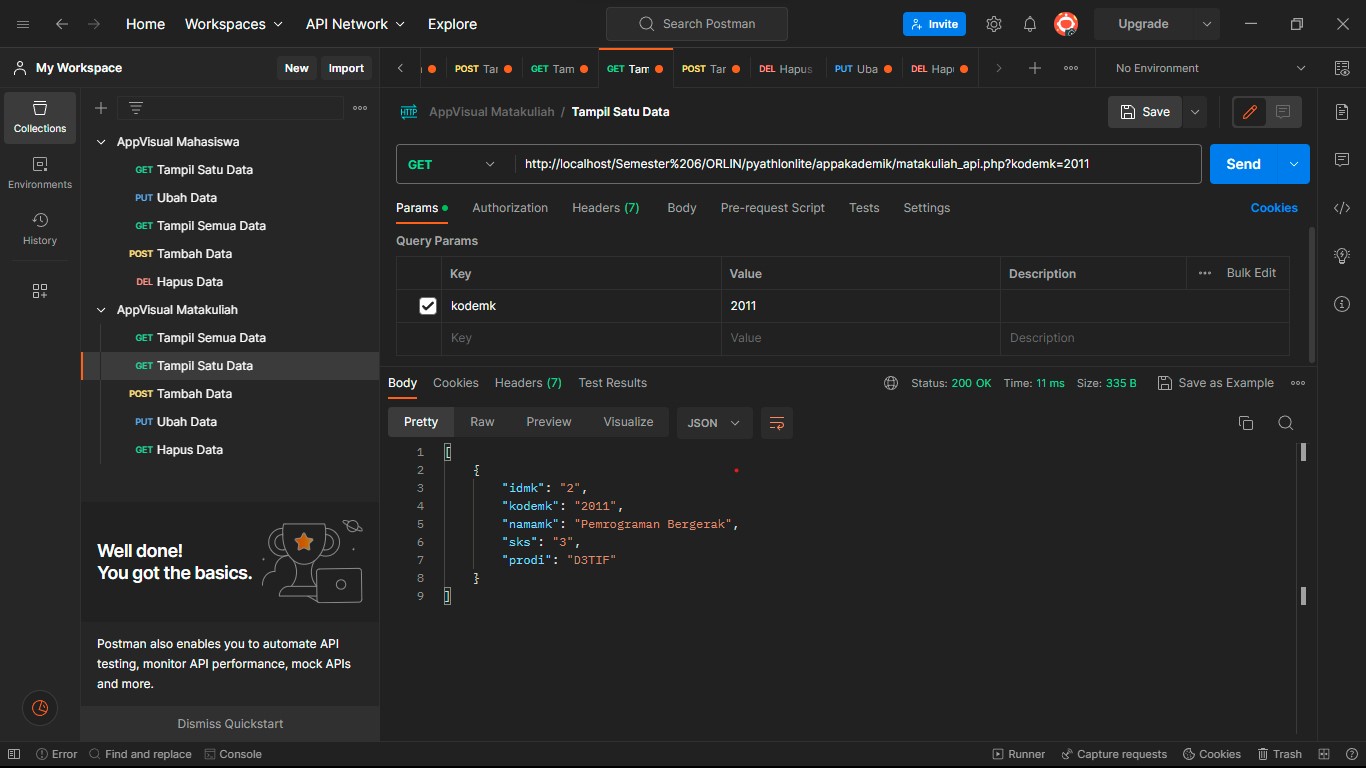 Home Workspaces API Network Explore Search Postman Invite Upgrade
My Workspace New Import POST Tar GET Tam GET Tam POST Tar DEL Hapus PUT Uba DEL Hap No Environment
Collections
Environments
History
AppVisual Mahasiswa
GET Tampil Satu Data
PUT Ubah Data
GET Tampil Semua Data
POST Tambah Data
DEL Hapus Data
AppVisual Matakuliah
GET Tampil Semua Data
GET Tampil Satu Data
POST Tambah Data
PUT Ubah Data
GET Hapus Data
Well done!
You got the basics.
Postman also enables you to automate API
testing, monitor API performance, mock APIs
and more.
Dismiss Quickstart
HTTP AppVisual Matakuliah / Tampil Satu Data Save
GET http://localhost/Semester%206/ORLIN/pyathlonlite/appakademik/matakuliah_api.php?kodemk=2011 Send
Params Authorization Headers (7) Body Pre-request Script Tests Settings Cookies
Query Params
Key Value Description Bulk Edit
kodemk 2011
Key Value Description
Body Cookies Headers (7) Test Results Status: 200 OK Time: 11 ms Size: 335 B Save as Example
Pretty Raw Preview Visualize JSON
1 [
2 {
3 "idmk": "2",
4 "kodemk": "2011",
5 "namamk": "Pemrograman Bergerak",
6 "sks": "3",
7 "prodi": "D3TIF"
8 }
9 ]
Error Find and replace Console Runner Capture requests Cookies Trash